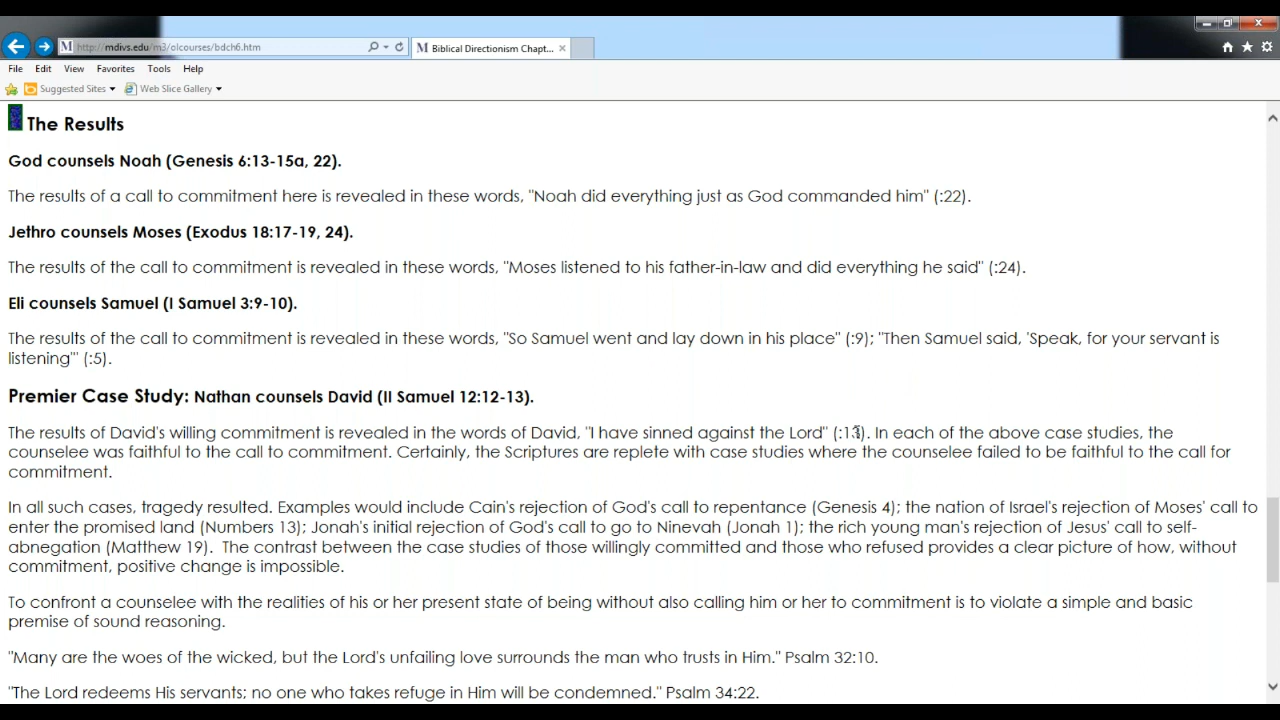 http://mdivs.edu/m3/olcourses/bdch6.htm
M Biblical Directionism Chapt...
File Edit View Favorites Tools Help
Suggested Sites Web Slice Gallery
The Results
God counsels Noah (Genesis 6:13-15a, 22).
The results of a call to commitment here is revealed in these words, "Noah did everything just as God commanded him" (:22).
Jethro counsels Moses (Exodus 18:17-19, 24).
The results of the call to commitment is revealed in these words, "Moses listened to his father-in-law and did everything he said" (:24).
Eli counsels Samuel (I Samuel 3:9-10).
The results of the call to commitment is revealed in these words, "So Samuel went and lay down in his place" (:9); "Then Samuel said, 'Speak, for your servant is
listening'" (:5).
Premier Case Study: Nathan counsels David (II Samuel 12:12-13).
The results of David's willing commitment is revealed in the words of David, "I have sinned against the Lord" (:13). In each of the above case studies, the
counselee was faithful to the call to commitment. Certainly, the Scriptures are replete with case studies where the counselee failed to be faithful to the call for
commitment.
In all such cases, tragedy resulted. Examples would include Cain's rejection of God's call to repentance (Genesis 4); the nation of Israel's rejection of Moses' call to
enter the promised land (Numbers 13); Jonah's initial rejection of God's call to go to Ninevah (Jonah 1); the rich young man's rejection of Jesus' call to self-
abnegation (Matthew 19). The contrast between the case studies of those willingly committed and those who refused provides a clear picture of how, without
commitment, positive change is impossible.
To confront a counselee with the realities of his or her present state of being without also calling him or her to commitment is to violate a simple and basic
premise of sound reasoning.
"Many are the woes of the wicked, but the Lord's unfailing love surrounds the man who trusts in Him." Psalm 32:10.
"The Lord redeems His servants; no one who takes refuge in Him will be condemned." Psalm 34:22.